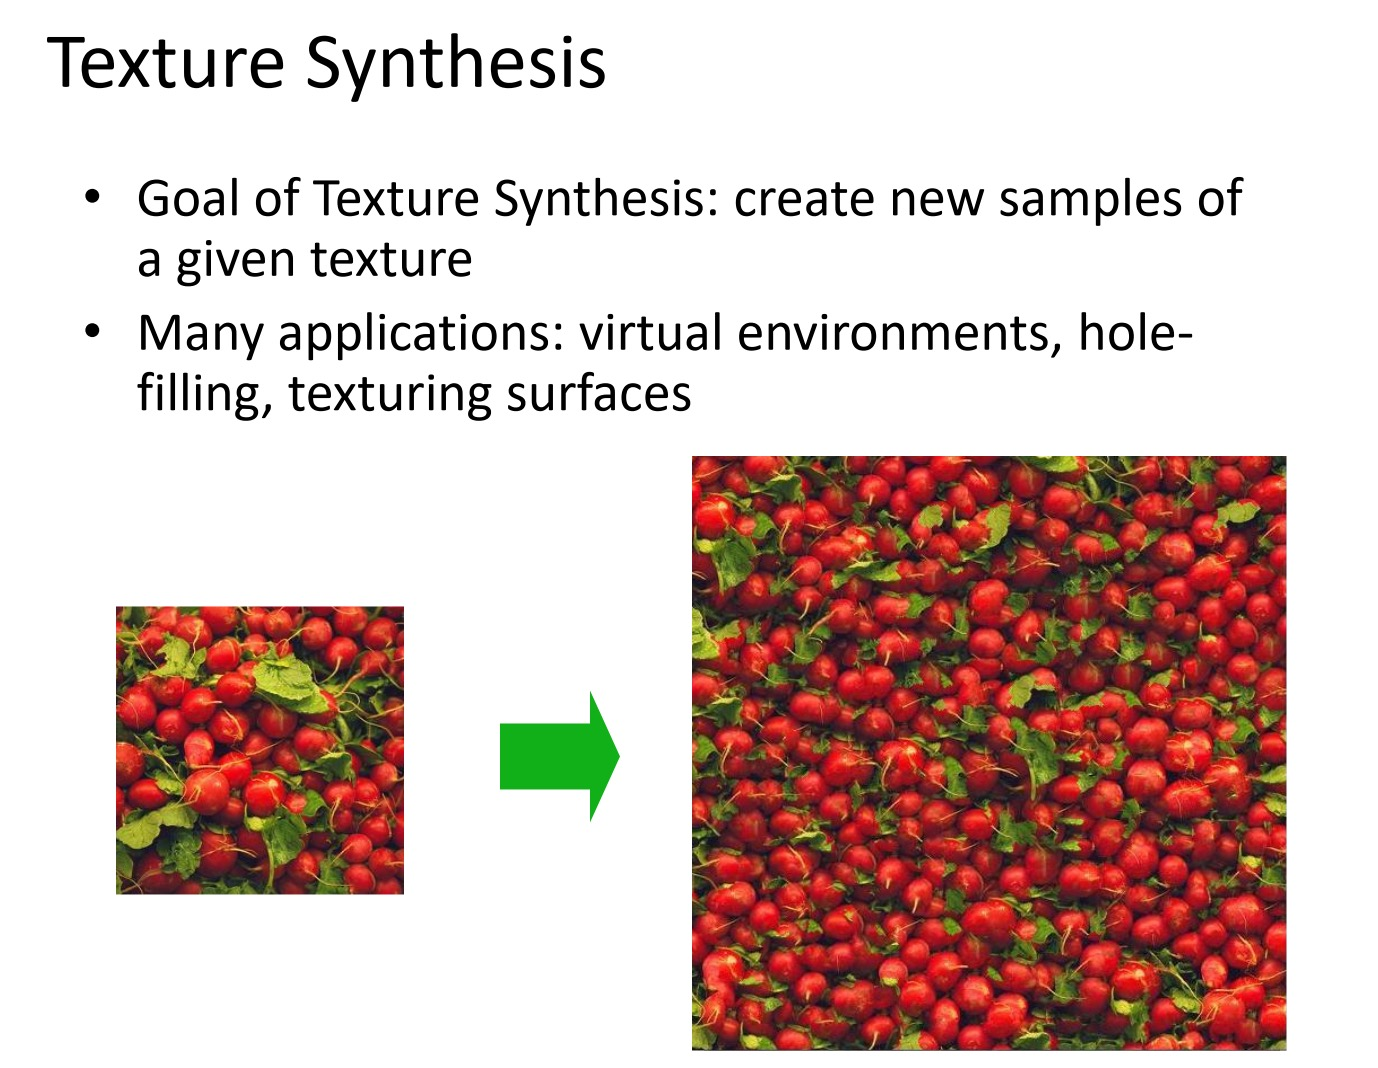 Texture Synthesis
• Goal of Texture Synthesis: create new samples of
a given texture
• Many applications: virtual environments, hole-
filling, texturing surfaces